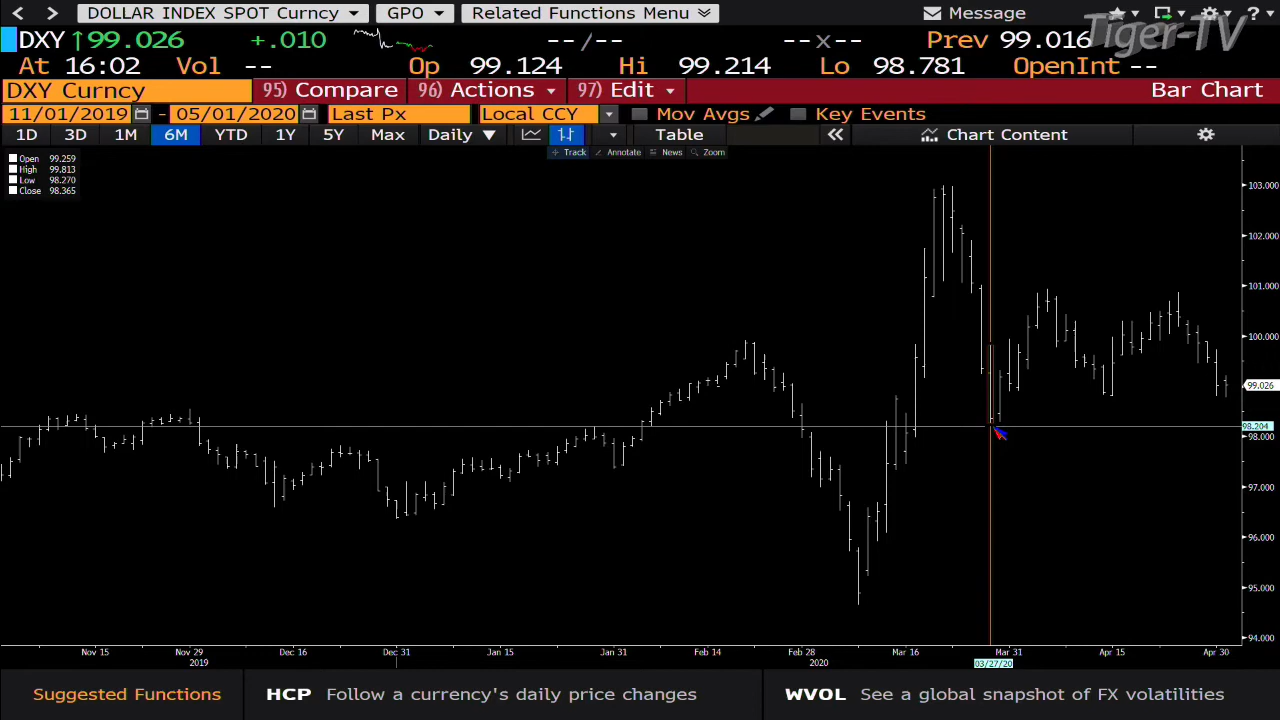 DOLLAR INDEX SPOT Curncy GPO Related Functions Menu Message ?
DXY ↑99.026 +.010 --/-- --x-- Prev 99.016 Tiger-TV
At 16:02 Vol -- Op 99.124 Hi 99.214 Lo 98.781 OpenInt --
DXY Curncy 95) Compare 96) Actions 97) Edit Bar Chart
11/01/2019 - 05/01/2020 Last Px Local CCY Mov Avgs Key Events
1D 3D 1M 6M YTD 1Y 5Y Max Daily ▼ Table « Chart Content
Track Annotate News Zoom
Open 99.259
High 99.813
Low 98.270
Close 98.365
103.000
102.000
101.000
100.000
99.026
98.204
98.000
97.000
96.000
95.000
94.000
Nov 15 Nov 29 Dec 16 Dec 31 Jan 15 Jan 31 Feb 14 Feb 28 Mar 16 Mar 31 Apr 15 Apr 30
2019 2020 03/27/20
Suggested Functions HCP Follow a currency's daily price changes WVOL See a global snapshot of FX volatilities